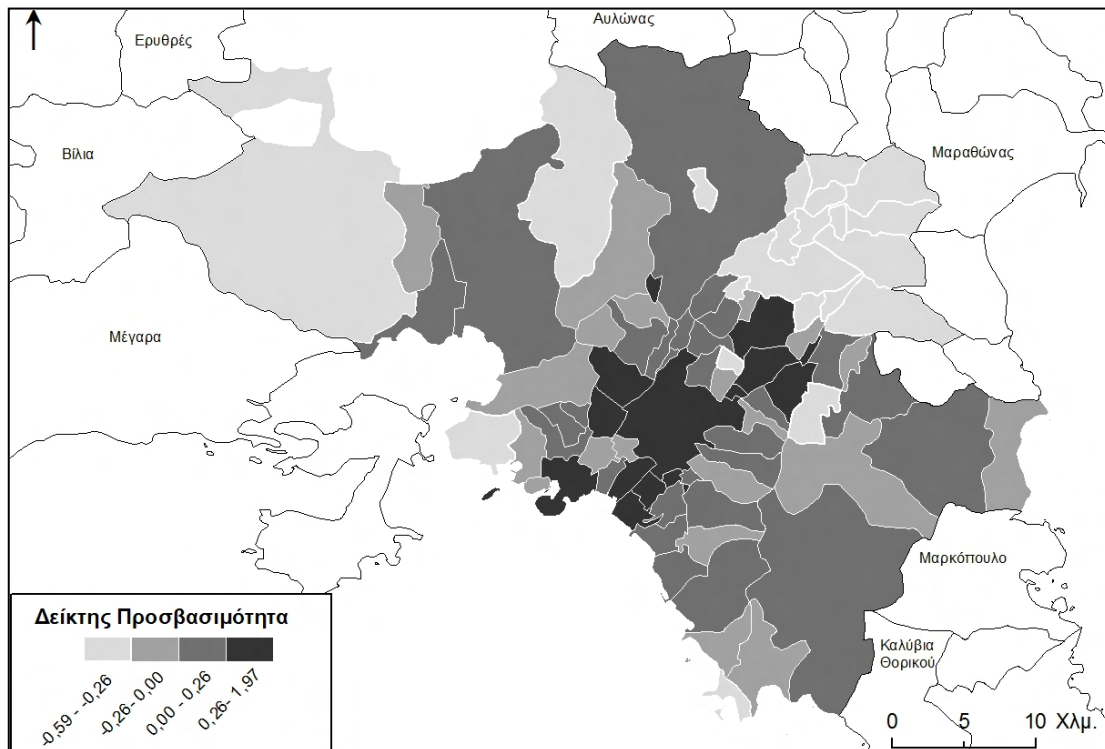 Αυλώνας
Ερυθρές
Βίλια
Μαραθώνας
Μέγαρα
Μαρκόπουλο
Καλύβια
Θορικού
Δείκτης Προσβασιμότητα
-0,59 - -0,26
-0,26- 0,00
0,00 - 0,26
0,26- 1,97
0 5 10 Χλμ.